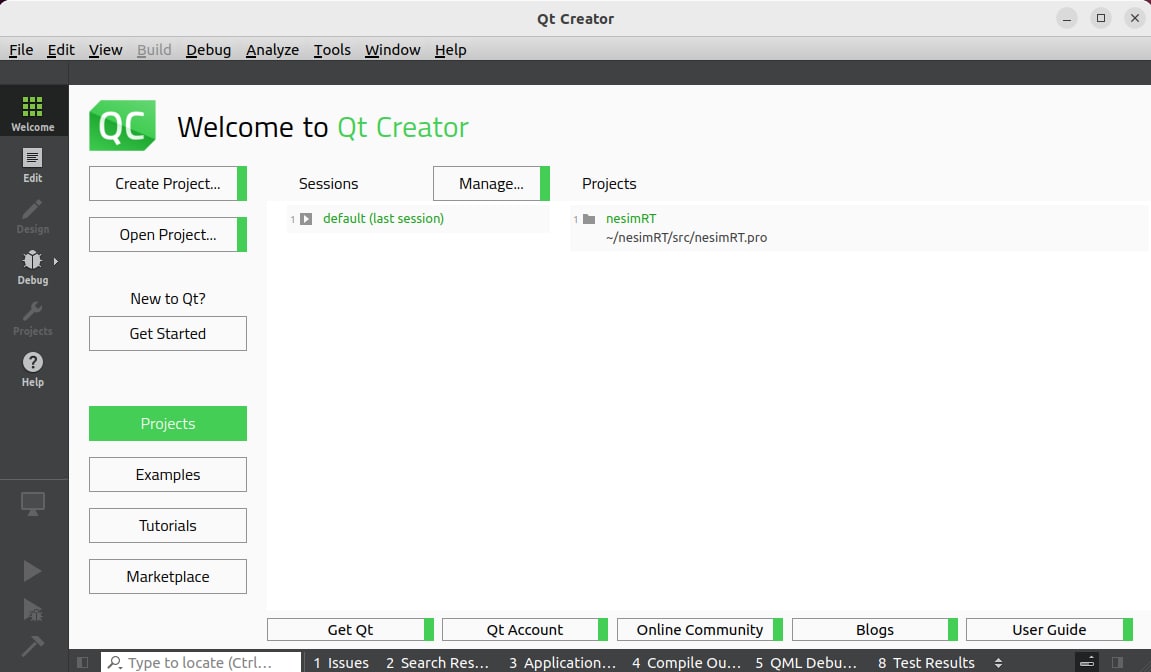 Qt Creator
File Edit View Build Debug Analyze Tools Window Help
Welcome
Edit
Design
Debug
Projects
Help
QC
Welcome to Qt Creator
Create Project...
Open Project...
New to Qt?
Get Started
Projects
Examples
Tutorials
Marketplace
Sessions
Manage...
1 default (last session)
Projects
1 nesimRT
~/nesimRT/src/nesimRT.pro
Get Qt Qt Account Online Community Blogs User Guide
Type to locate (Ctrl... 1 Issues 2 Search Res... 3 Application... 4 Compile Ou... 5 QML Debu... 8 Test Results